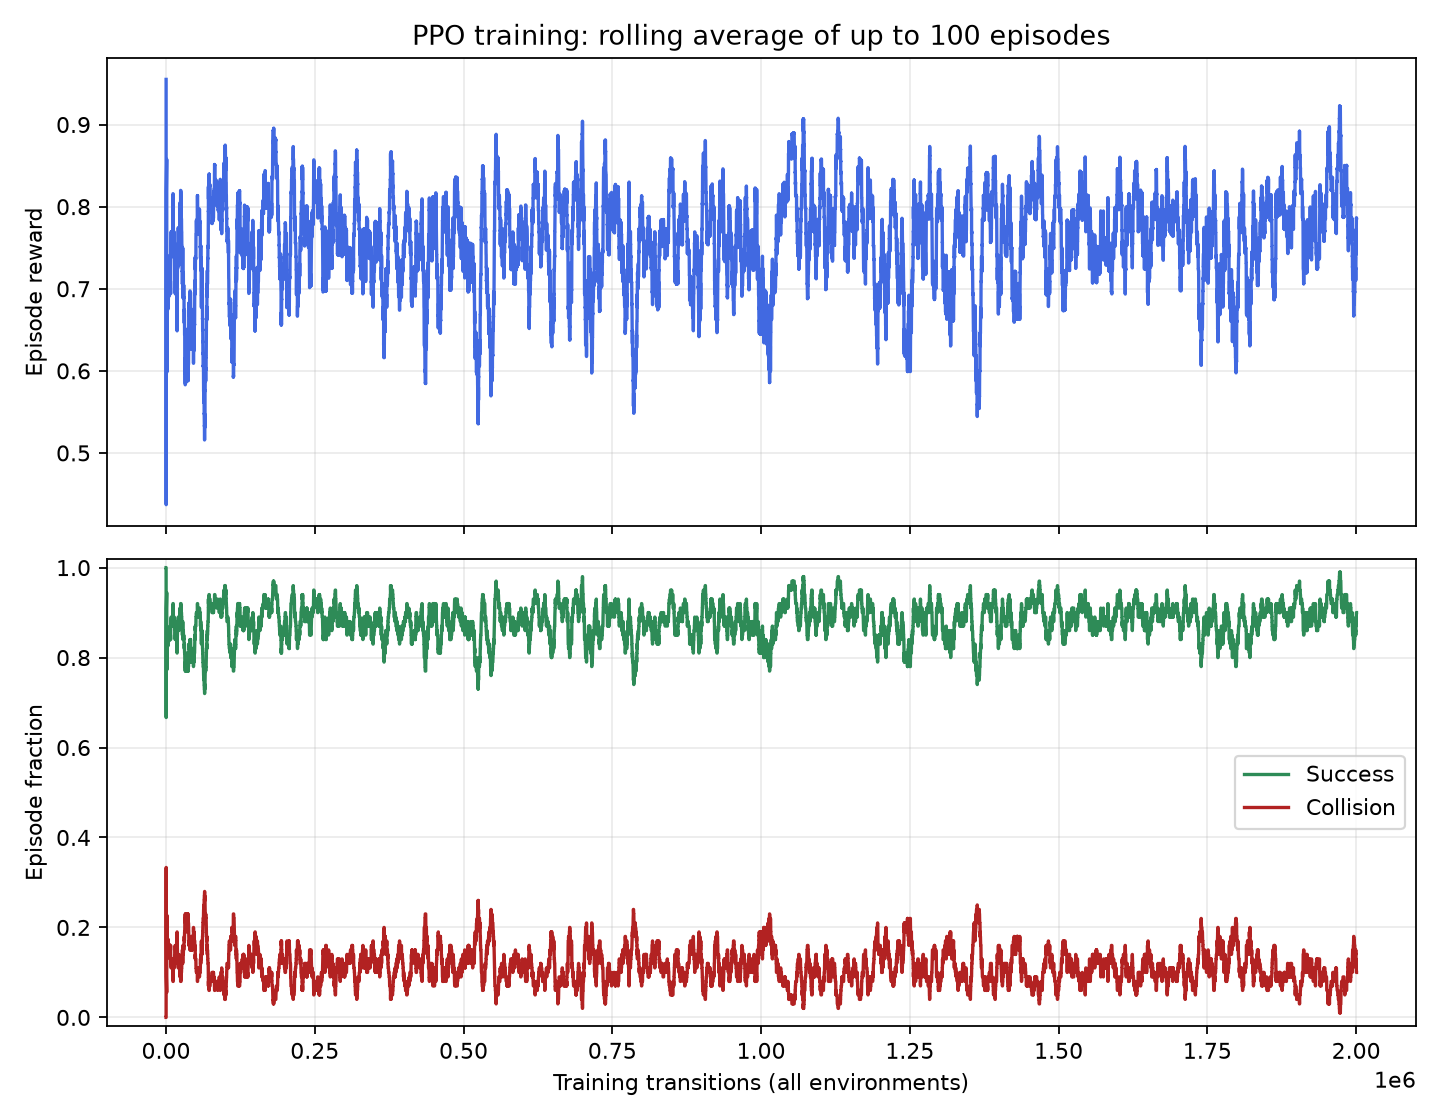 PPO training: rolling average of up to 100 episodes
Episode reward
0.9
0.8
0.7
0.6
0.5
Episode fraction
1.0
0.8
0.6
0.4
0.2
0.0
Success
Collision
0.00 0.25 0.50 0.75 1.00 1.25 1.50 1.75 2.00
1e6
Training transitions (all environments)